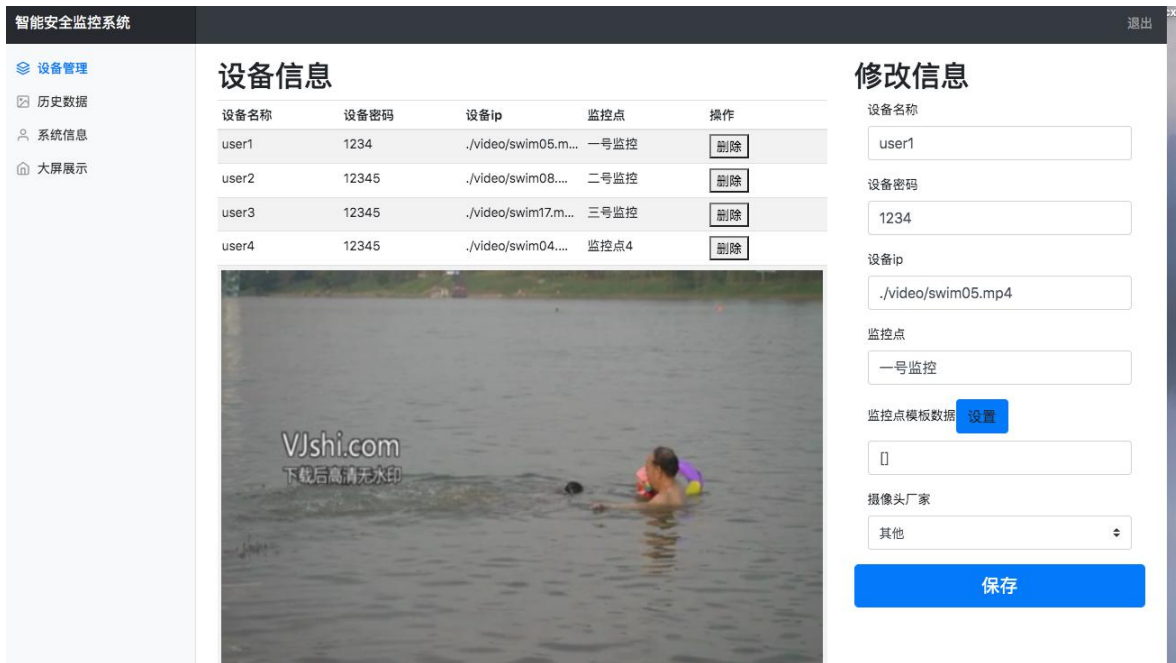 智能安全监控系统
退出
设备管理
历史数据
系统信息
大屏展示
设备信息
设备名称 设备密码 设备ip 监控点 操作
user1 1234 ./video/swim05.m... 一号监控 删除
user2 12345 ./video/swim08.... 二号监控 删除
user3 12345 ./video/swim17.m... 三号监控 删除
user4 12345 ./video/swim04.... 监控点4 删除
VJshi.com
下载后高清无水印
修改信息
设备名称
user1
设备密码
1234
设备ip
./video/swim05.mp4
监控点
一号监控
监控点模板数据 设置
[]
摄像头厂家
其他
保存